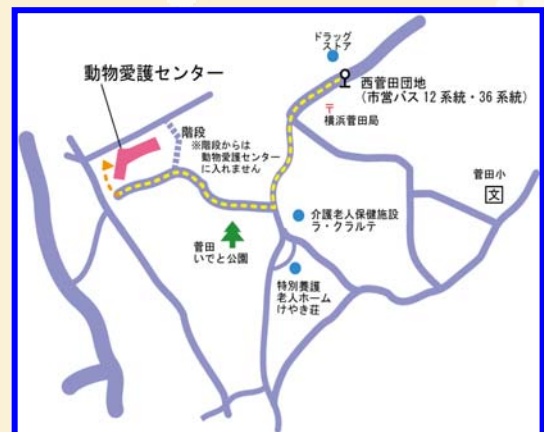 ドラッグ
ストア
動物愛護センター
西菅田団地
(市営バス 12 系統・36 系統)
〒
横浜菅田局
階段
※階段からは
動物愛護センター
に入れません
菅田小
文
介護老人保健施設
ラ・クラルテ
菅田
いでと公園
特別養護
老人ホーム
けやき荘